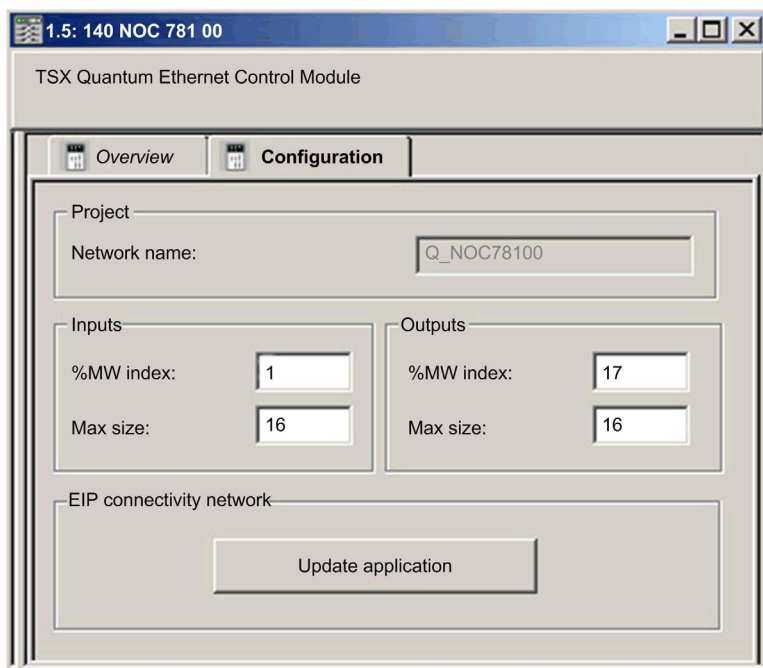 1.5: 140 NOC 781 00
TSX Quantum Ethernet Control Module
Overview
Configuration
Project
Network name:
Q_NOC78100
Inputs
%MW index:
1
Max size:
16
Outputs
%MW index:
17
Max size:
16
EIP connectivity network
Update application